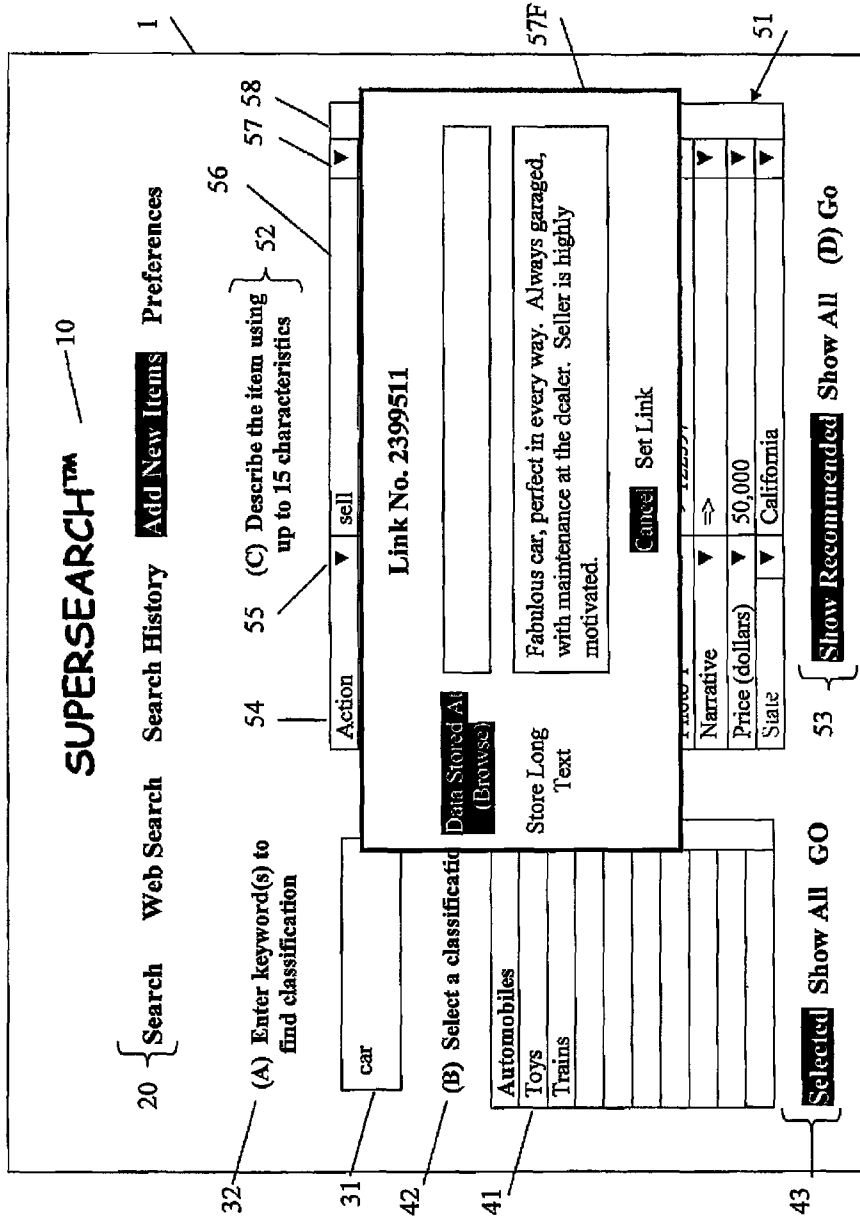 SUPERSEARCH™
10
1
20
Search Web Search Search History Add New Items Preferences
32
(A) Enter keyword(s) to
find classification
31
car
42
(B) Select a classificatio
41
Automobiles
Toys
Trains
43
Selected Show All GO
(C) Describe the item using
up to 15 characteristics
52
54
55
56
57
58
Action ▼ sell ▼
Link No. 2399511
Data Stored At
(Browse)
Store Long
Text
Fabulous car, perfect in every way. Always garaged,
with maintenance at the dealer. Seller is highly
motivated.
Cancel Set Link
57F
Narrative ▼ => ▼
Price (dollars) ▼ 50,000 ▼
State ▼ California ▼
51
53
Show Recommended Show All (D) Go